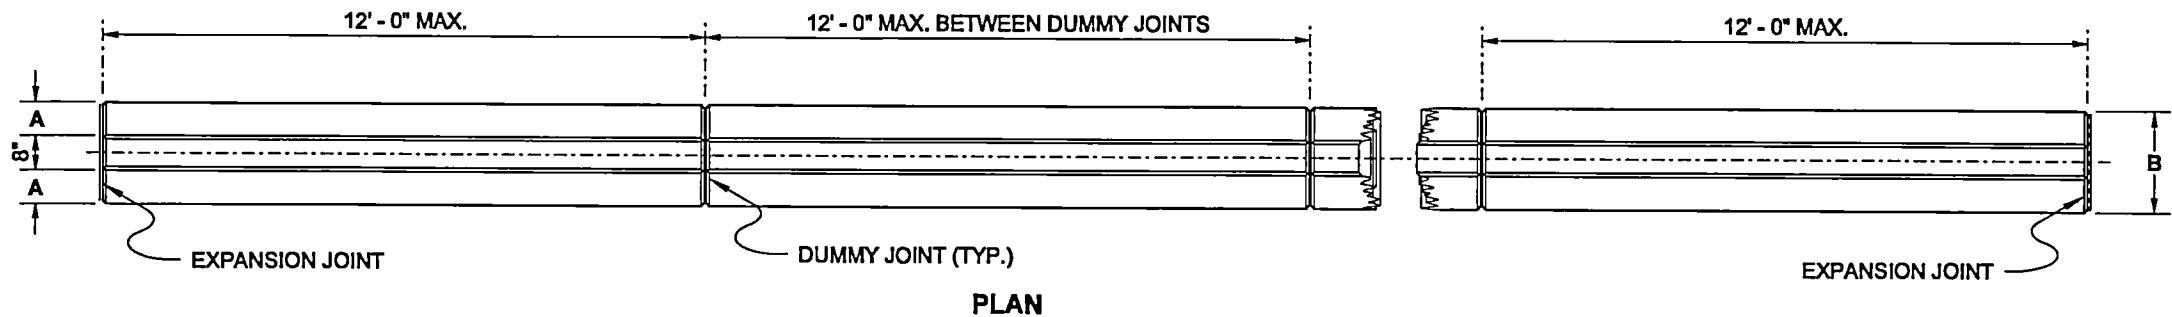 12' - 0" MAX.
12' - 0" MAX. BETWEEN DUMMY JOINTS
12' - 0" MAX.
A
8"
A
B
EXPANSION JOINT
DUMMY JOINT (TYP.)
EXPANSION JOINT
PLAN